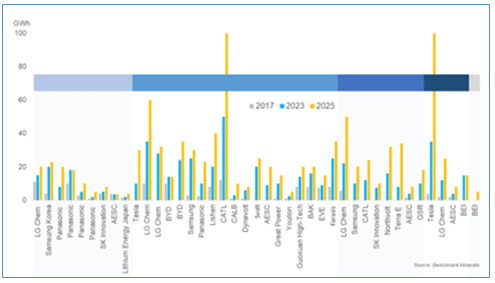 GWh
100
80
60
40
20
0
2017
2023
2025
LG Chem
Samsung Korea
Panasonic
Panasonic
Panasonic
Panasonic
SK Innovation
AESC
Lithium Energy Japan
Tesla
LG Chem
LG Chem
BYD
BYD
Samsung
Panasonic
Lishen
CATL
CALB
Dynavolt
AESC
Great Power
Youlion
Guoxuan High-Tech
BAK
EVE
Farasis
LG Chem
Samsung
CATL
SK Innovation
Northvolt
Terra E
AESC
GSR
Tesla
LG Chem
AESC
BEI
BEI
Source: Benchmark Minerals